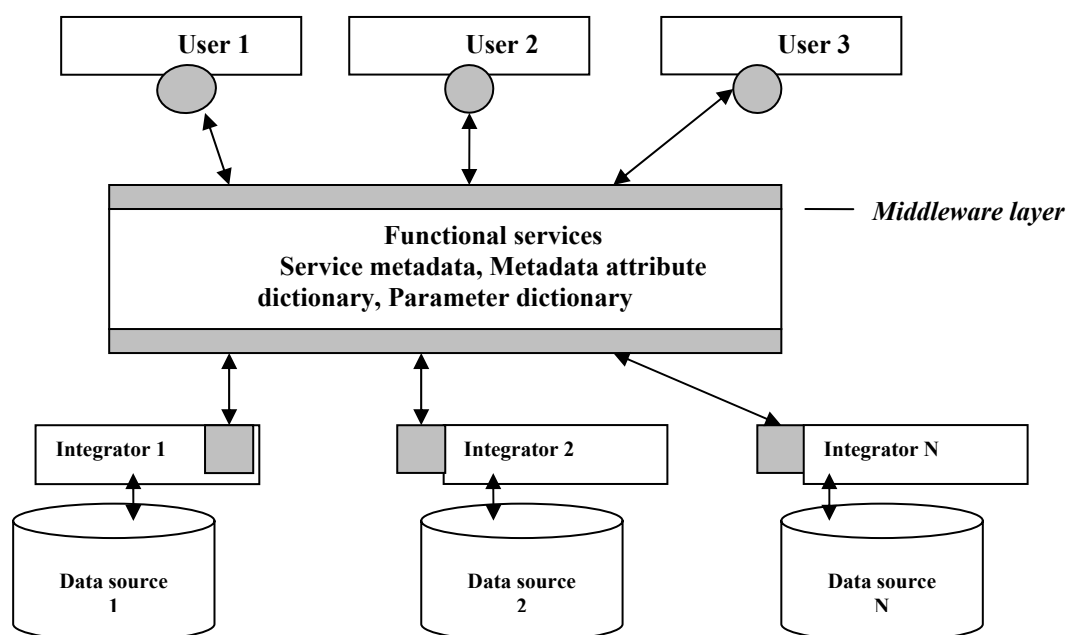 User 1
User 2
User 3
Middleware layer
Functional services
Service metadata, Metadata attribute
dictionary, Parameter dictionary
Integrator 1
Integrator 2
Integrator N
Data source
1
Data source
2
Data source
N